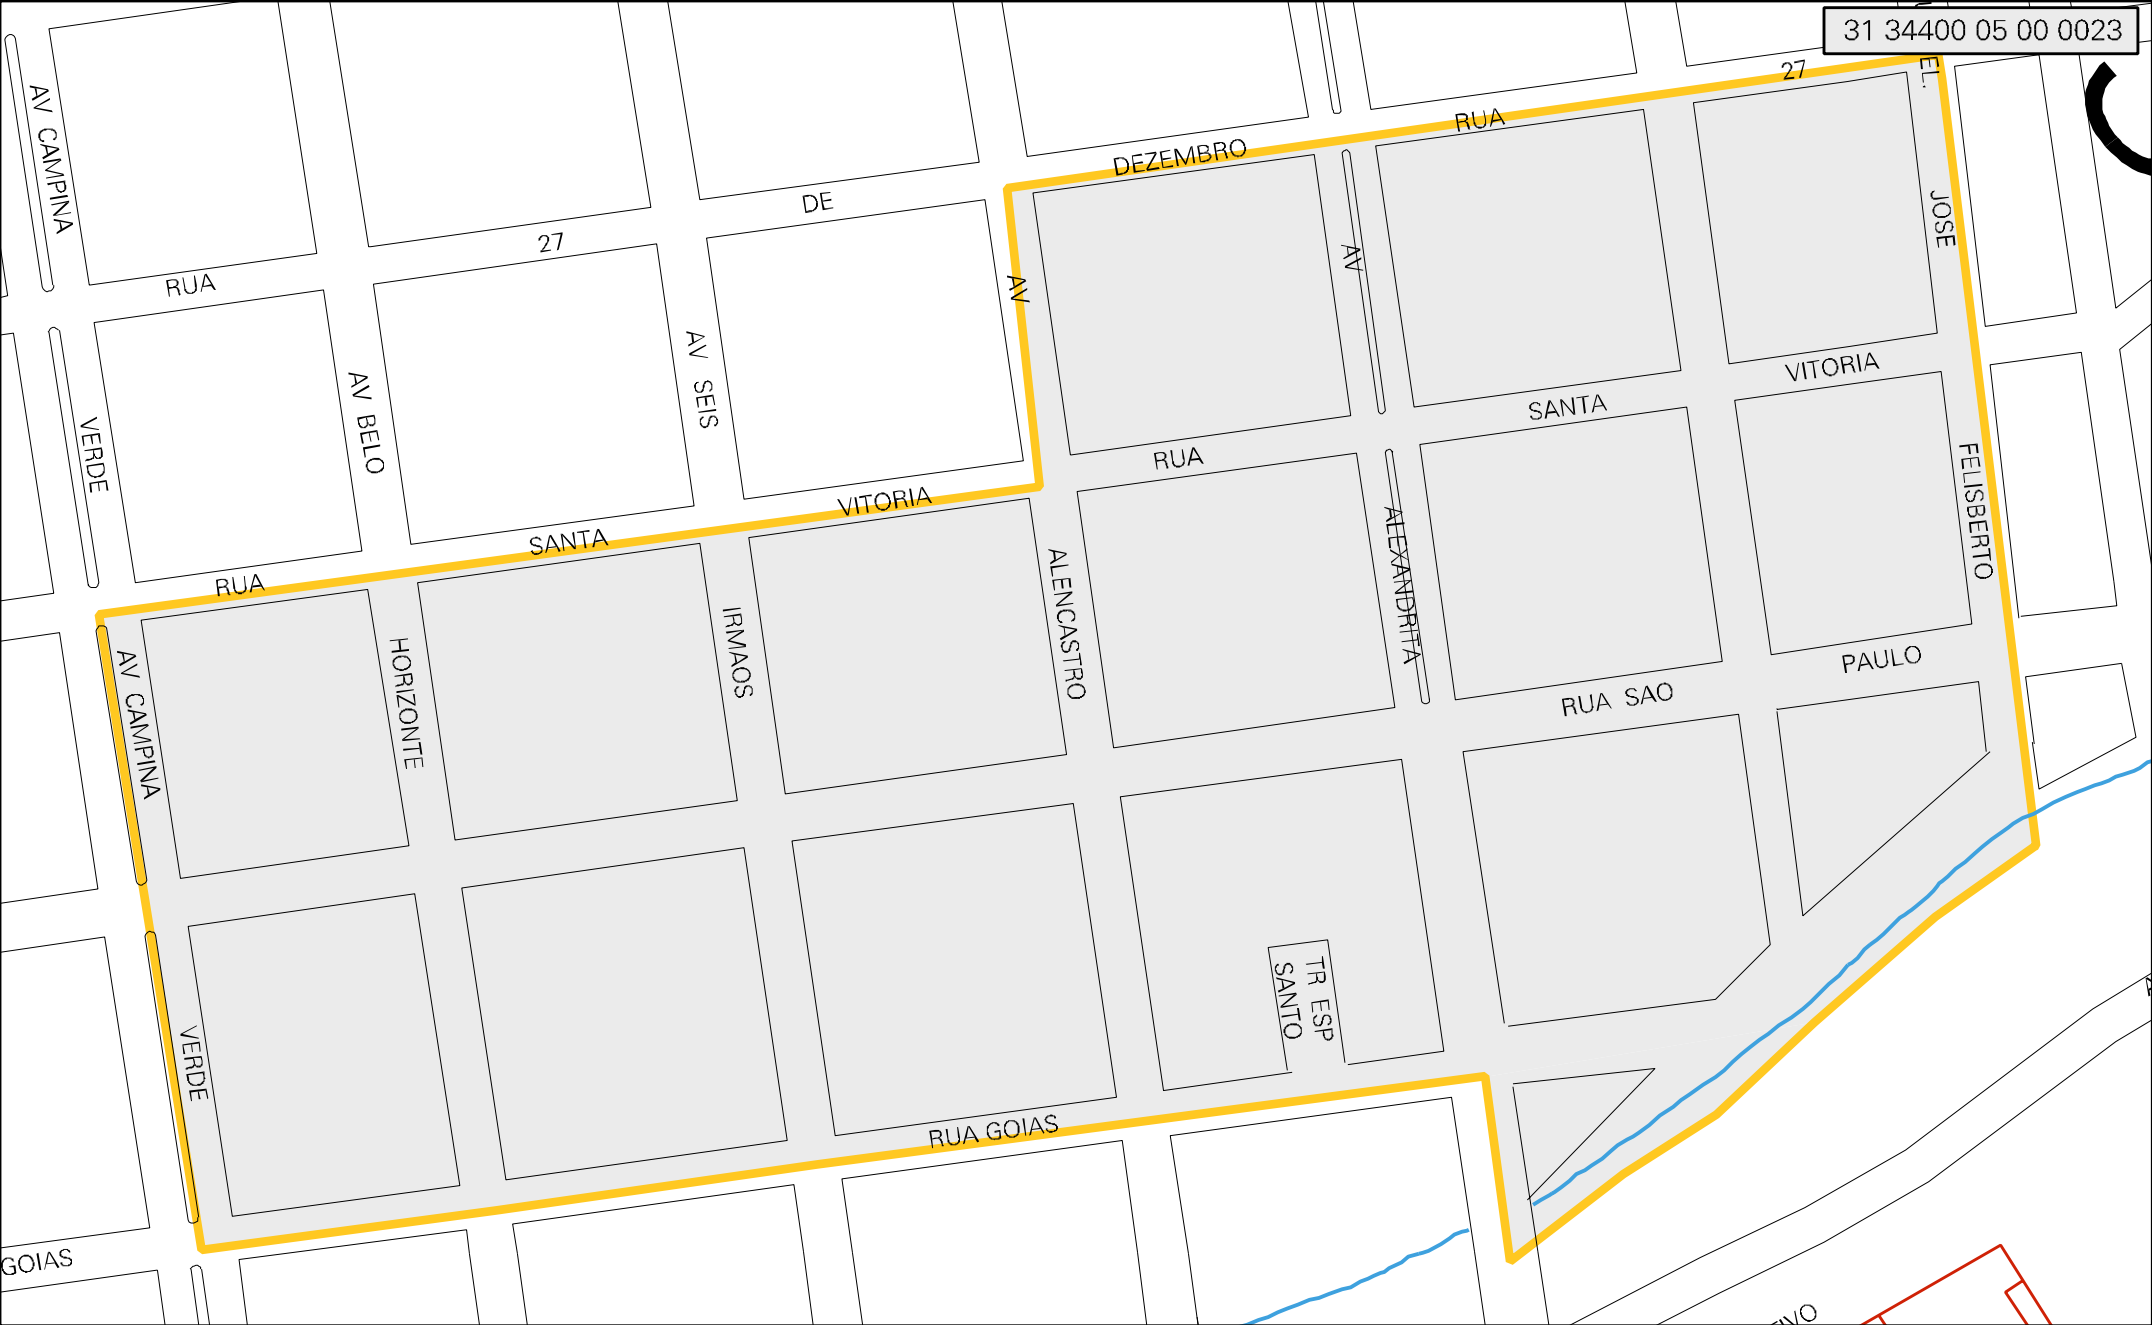 31 34400 05 00 0023
EL.
27
RUA
DEZEMBRO
DE
27
RUA
AV CAMPINA
VERDE
AV BELO
AV SEIS
AV
AV
JOSE
VITORIA
SANTA
RUA
FELISBERTO
VITORIA
SANTA
RUA
AV CAMPINA
HORIZONTE
IRMAOS
ALENCASTRO
ALEXANDRITA
PAULO
RUA SAO
TR ESP
SANTO
VERDE
RUA GOIAS
GOIAS